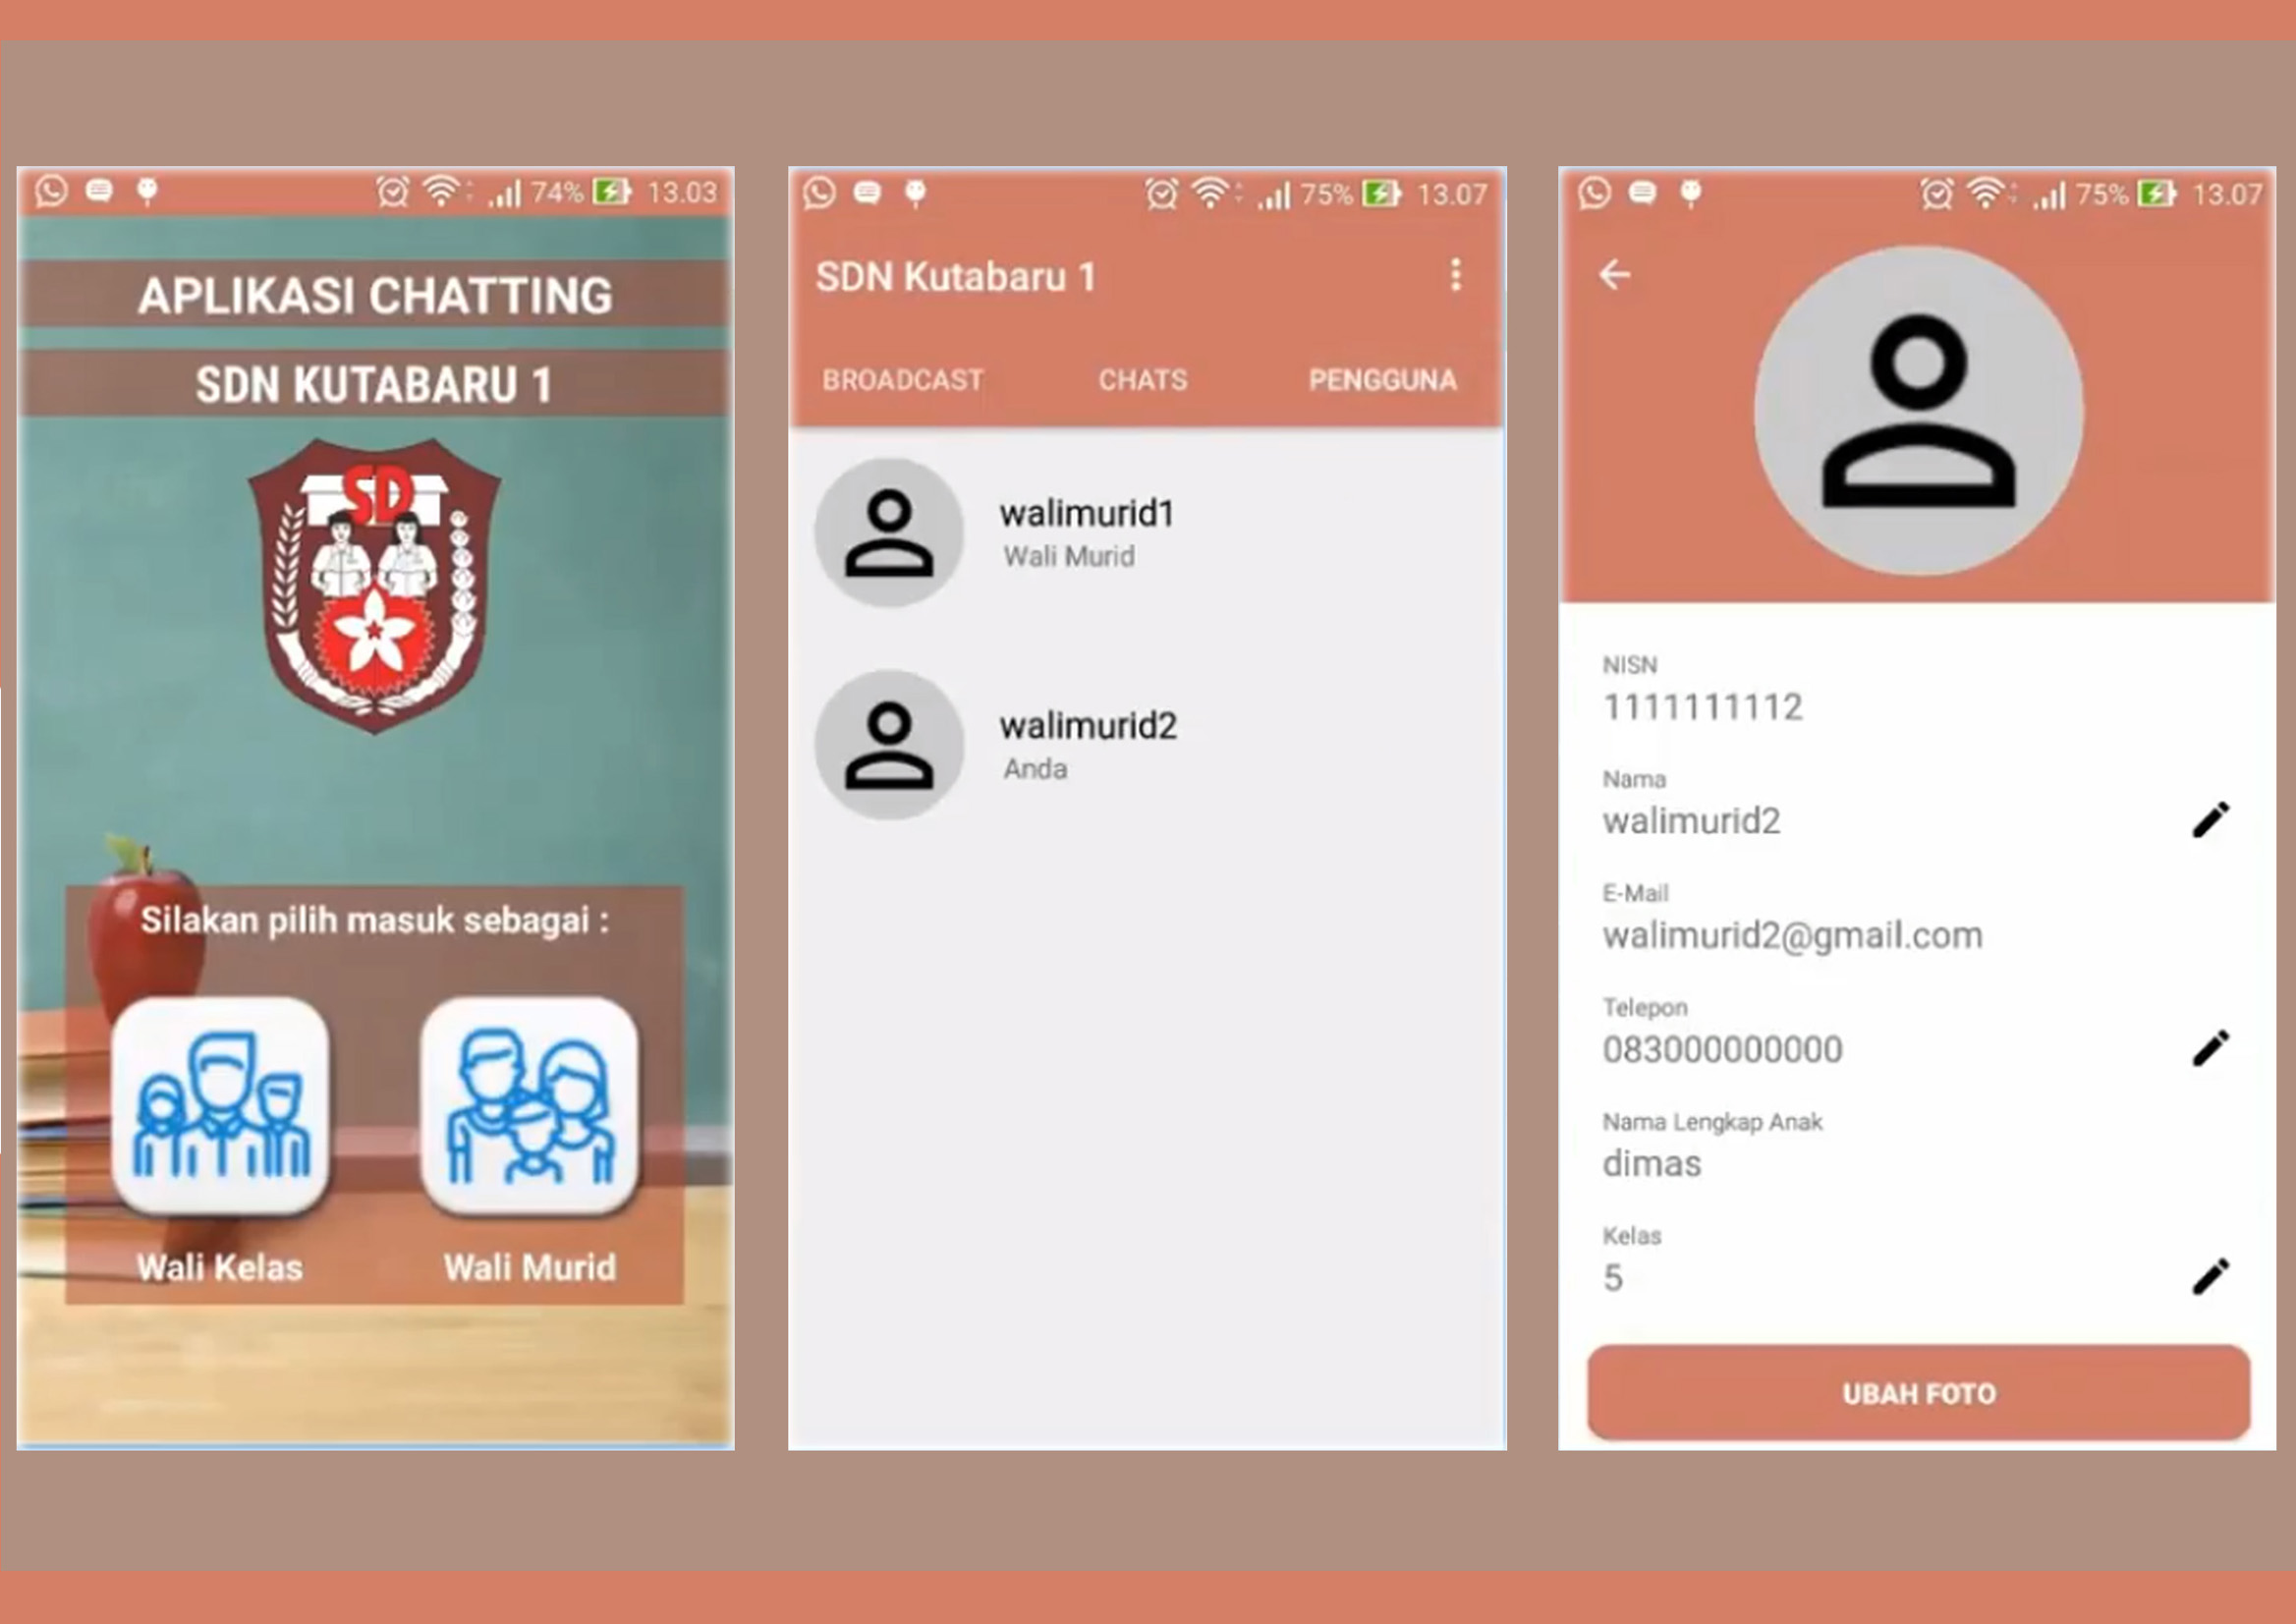 74% 13.03
APLIKASI CHATTING
SDN KUTABARU 1
SD
Silakan pilih masuk sebagai :
Wali Kelas
Wali Murid
75% 13.07
SDN Kutabaru 1
BROADCAST CHATS PENGGUNA
walimurid1
Wali Murid
walimurid2
Anda
75% 13.07
NISN
1111111112
Nama
walimurid2
E-Mail
walimurid2@gmail.com
Telepon
083000000000
Nama Lengkap Anak
dimas
Kelas
5
UBAH FOTO